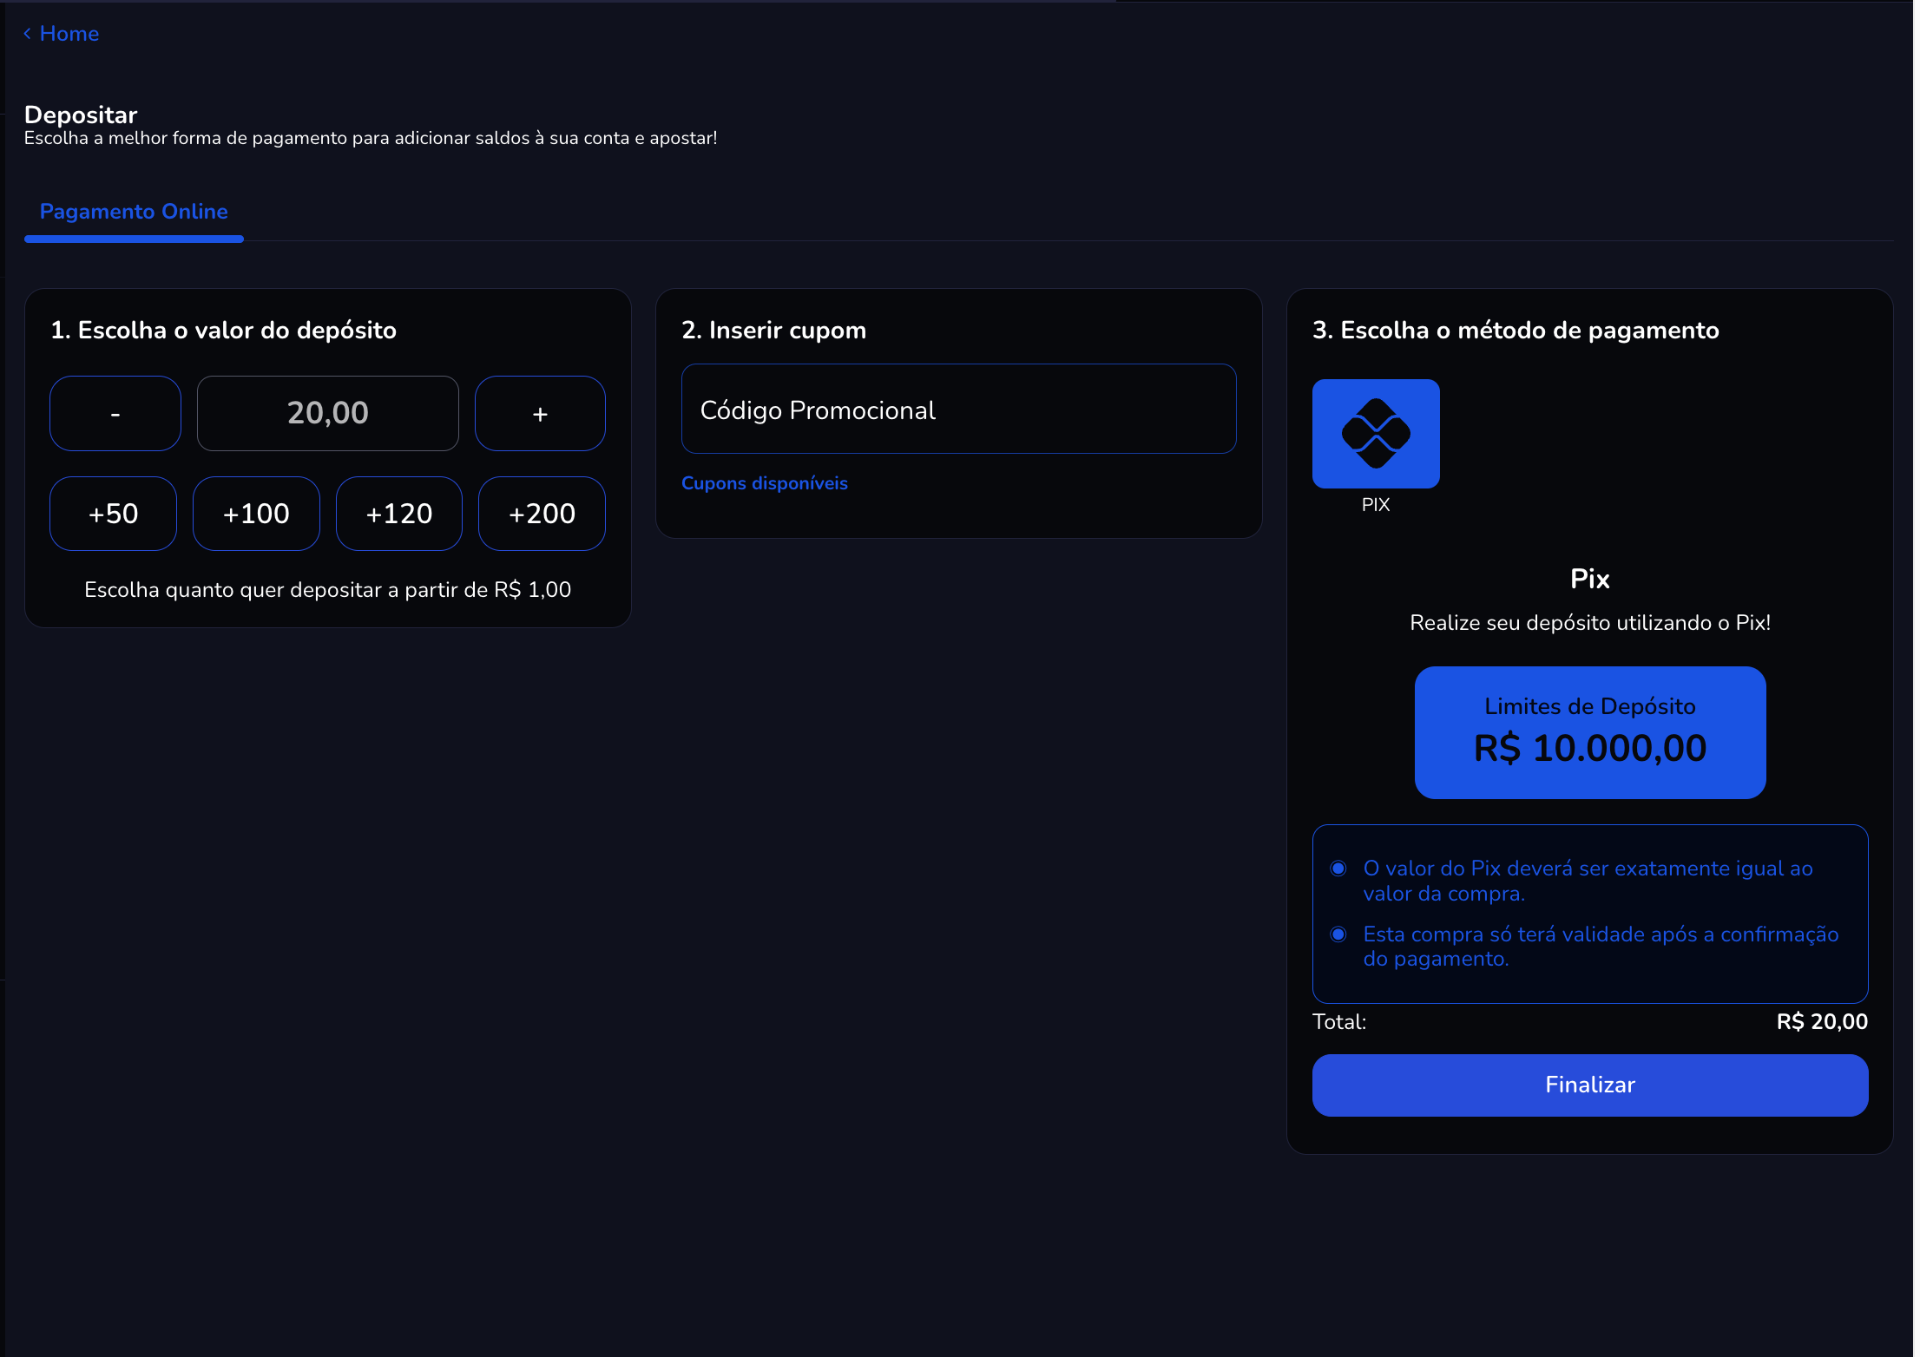 < Home
Depositar
Escolha a melhor forma de pagamento para adicionar saldos à sua conta e apostar!
Pagamento Online
1. Escolha o valor do depósito
- 20,00 +
+50 +100 +120 +200
Escolha quanto quer depositar a partir de R$ 1,00
2. Inserir cupom
Código Promocional
Cupons disponíveis
3. Escolha o método de pagamento
PIX
Pix
Realize seu depósito utilizando o Pix!
Limites de Depósito
R$ 10.000,00
O valor do Pix deverá ser exatamente igual ao
valor da compra.
Esta compra só terá validade após a confirmação
do pagamento.
Total: R$ 20,00
Finalizar